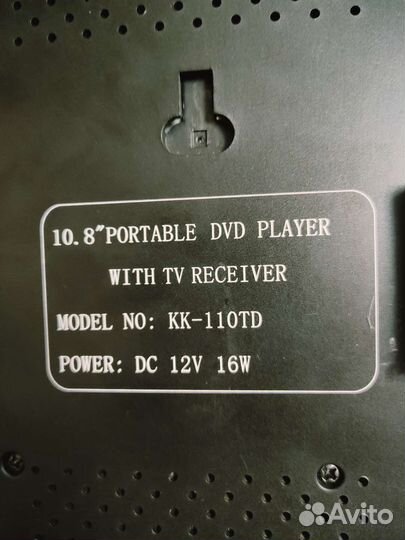 10.8"PORTABLE DVD PLAYER
WITH TV RECEIVER
MODEL NO: KK-110TD
POWER: DC 12V 16W
Avito